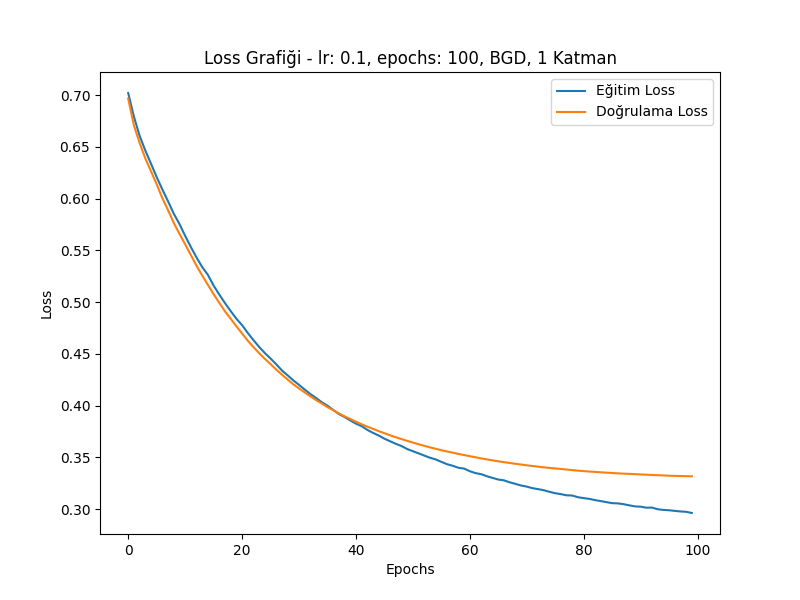 Loss Grafiği - lr: 0.1, epochs: 100, BGD, 1 Katman
Eğitim Loss
Doğrulama Loss
Loss
0.70
0.65
0.60
0.55
0.50
0.45
0.40
0.35
0.30
0 20 40 60 80 100
Epochs